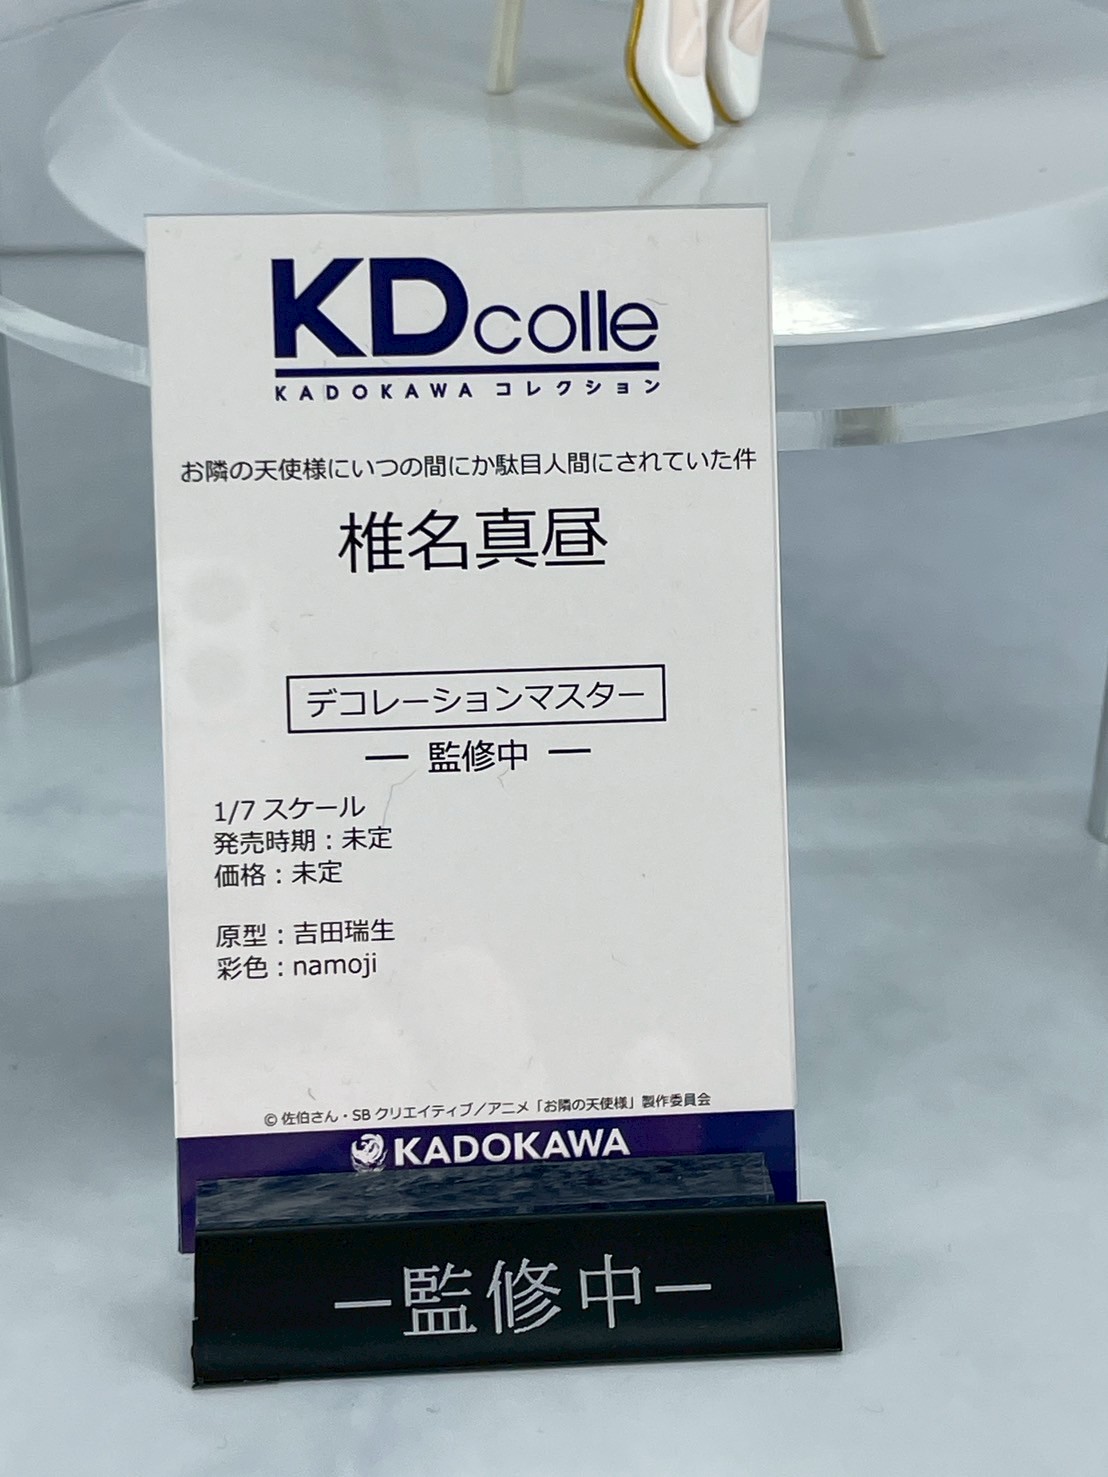 KDcolle
KADOKAWA コレクション
お隣の天使様にいつの間にか駄目人間にされていた件
椎名真昼
デコレーションマスター
― 監修中 ―
1/7 スケール
発売時期：未定
価格：未定
原型：吉田瑞生
彩色：namoji
© 佐伯さん・SB クリエイティブ／アニメ「お隣の天使様」製作委員会
KADOKAWA
―監修中―